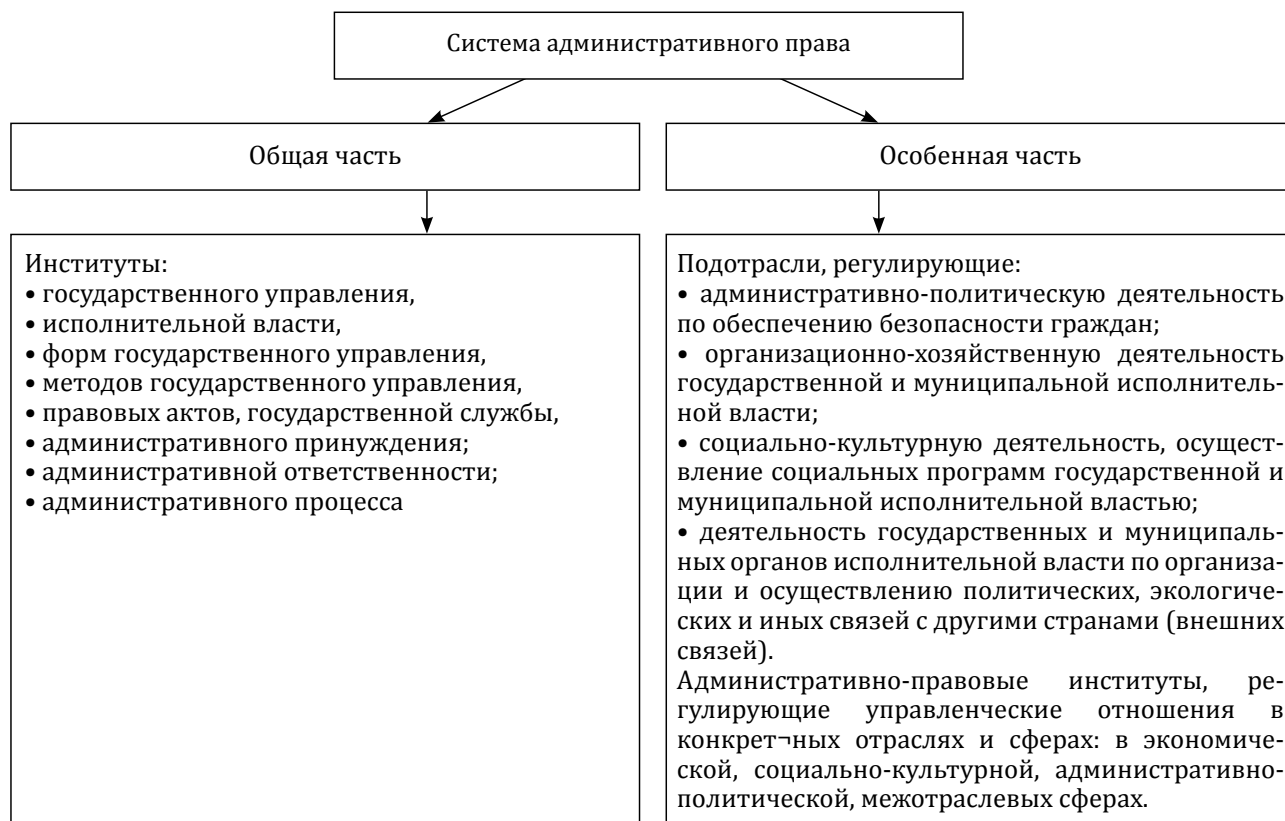 Система административного права
Общая часть
Особенная часть
Институты:
• государственного управления,
• исполнительной власти,
• форм государственного управления,
• методов государственного управления,
• правовых актов, государственной службы,
• административного принуждения;
• административной ответственности;
• административного процесса
Подотрасли, регулирующие:
• административно-политическую деятельность
по обеспечению безопасности граждан;
• организационно-хозяйственную деятельность
государственной и муниципальной исполнитель-
ной власти;
• социально-культурную деятельность, осущест-
вление социальных программ государственной и
муниципальной исполнительной властью;
• деятельность государственных и муниципаль-
ных органов исполнительной власти по организа-
ции и осуществлению политических, экологиче-
ских и иных связей с другими странами (внешних
связей).
Административно-правовые институты, ре-
гулирующие управленческие отношения в
конкрет¬ных отраслях и сферах: в экономиче-
ской, социально-культурной, административно-
политической, межотраслевых сферах.